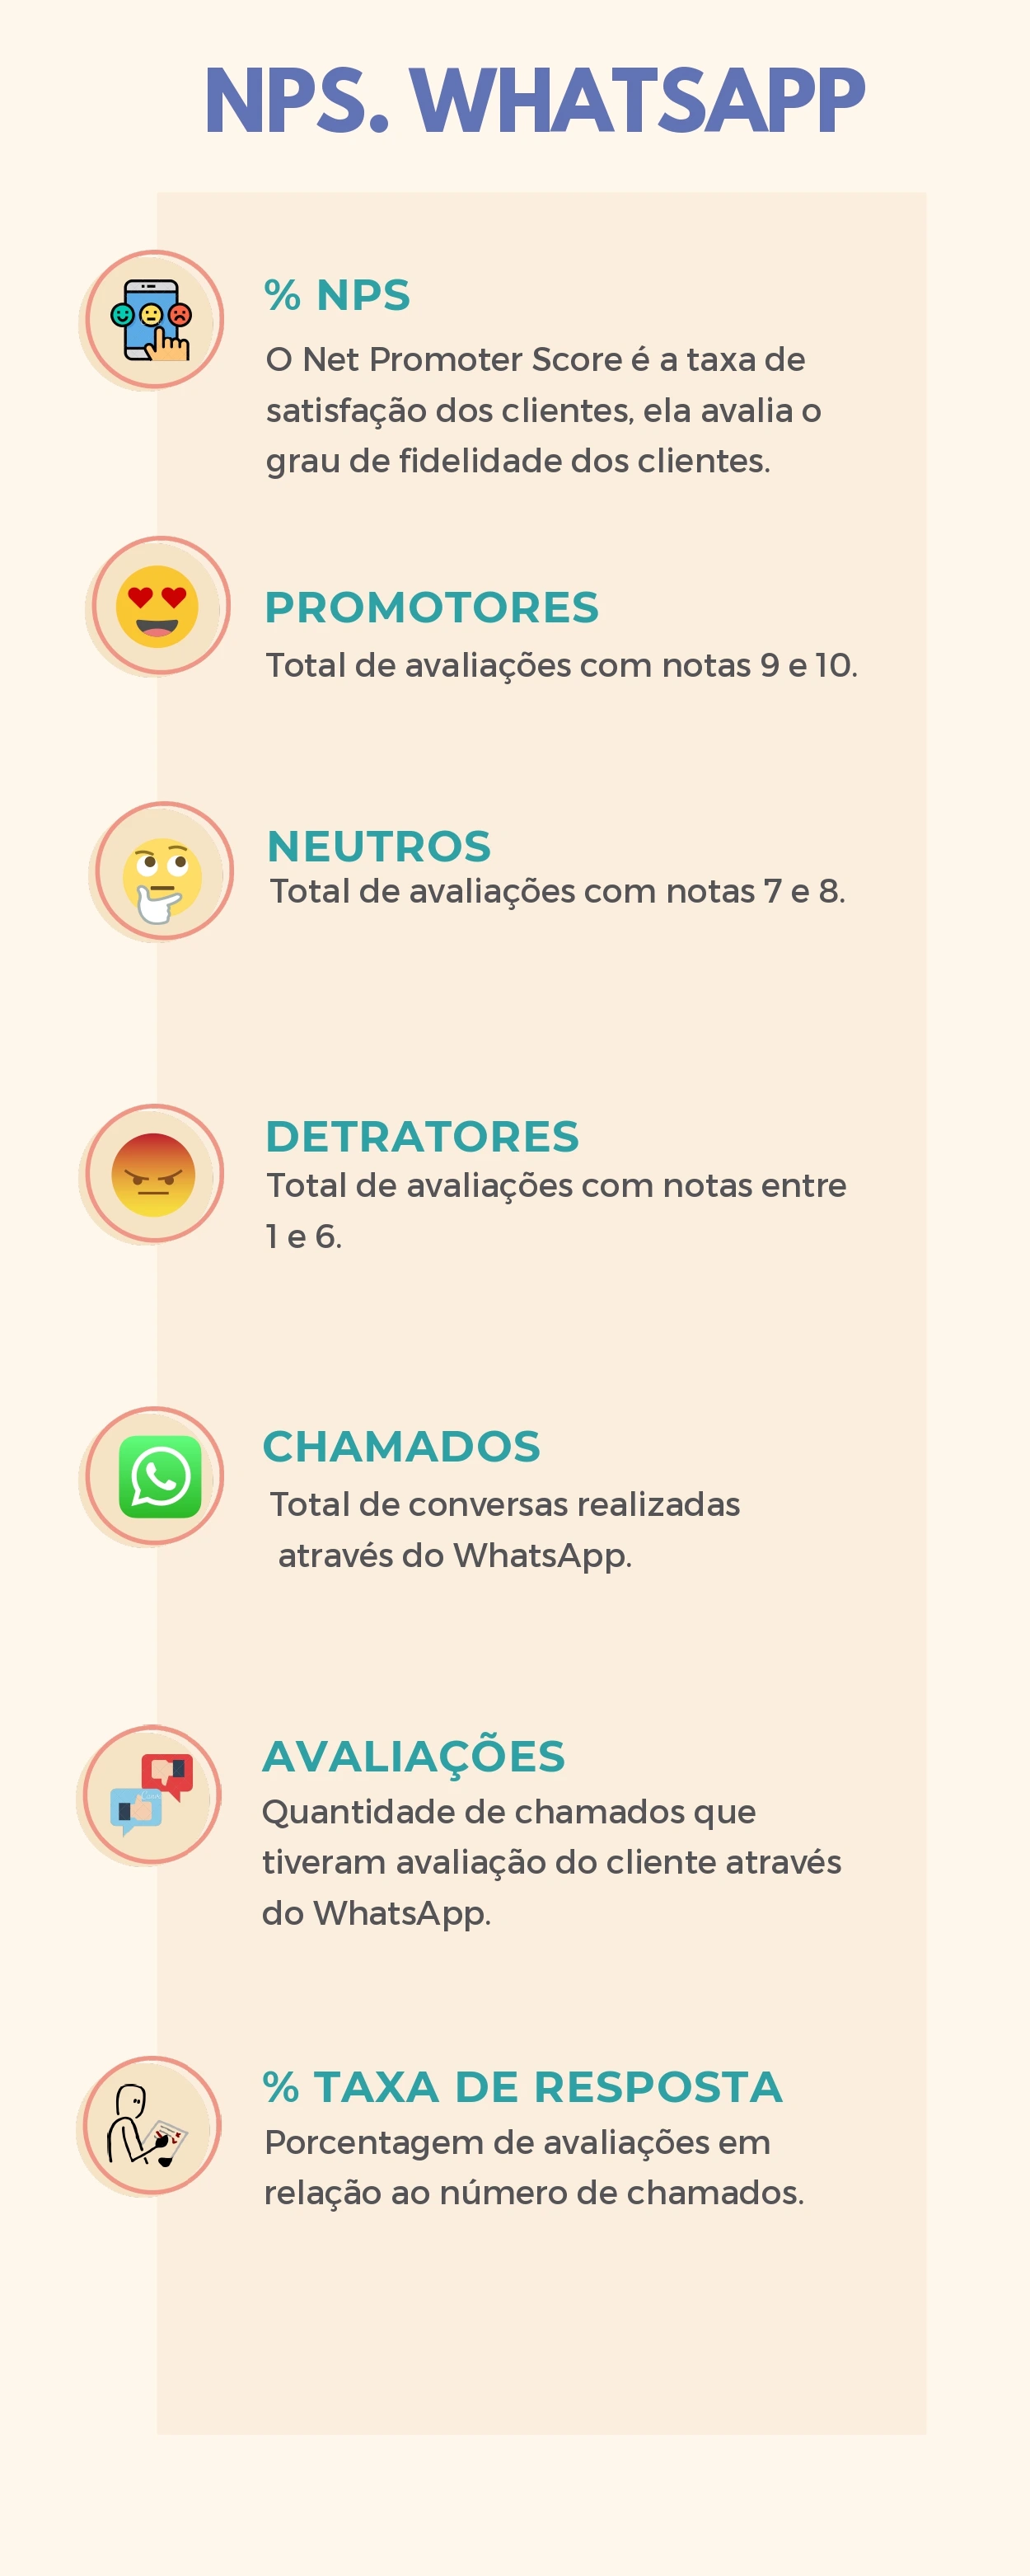 NPS. WHATSAPP
% NPS
O Net Promoter Score é a taxa de
satisfação dos clientes, ela avalia o
grau de fidelidade dos clientes.
PROMOTORES
Total de avaliações com notas 9 e 10.
NEUTROS
Total de avaliações com notas 7 e 8.
DETRATORES
Total de avaliações com notas entre
1 e 6.
CHAMADOS
Total de conversas realizadas
através do WhatsApp.
AVALIAÇÕES
Quantidade de chamados que
tiveram avaliação do cliente através
do WhatsApp.
% TAXA DE RESPOSTA
Porcentagem de avaliações em
relação ao número de chamados.